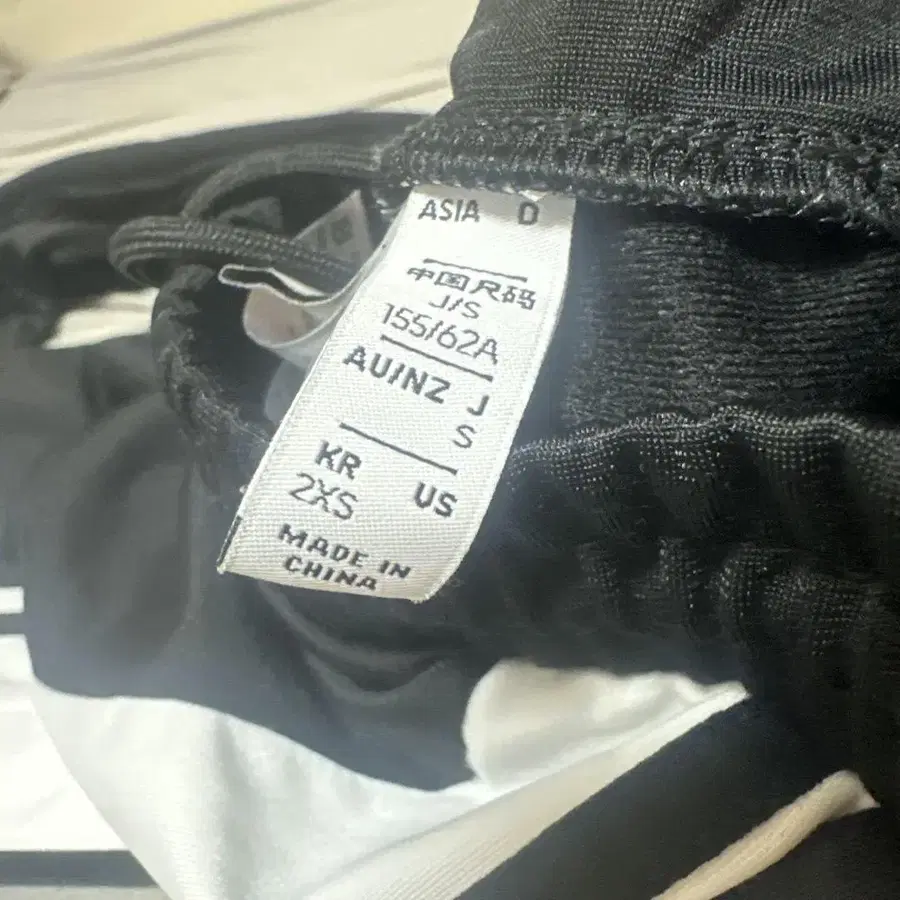 ASIA O
中国尺码
J/S
155/62A
AU/NZ J
S
KR US
2XS
MADE IN
CHINA